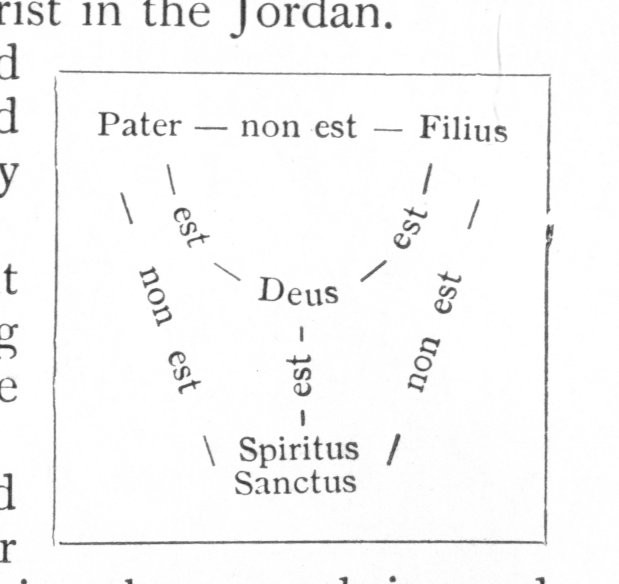 rist in the Jordan.
d
d
y
t
g
e
d
r
Pater — non est — Filius
est
est
non est
Deus
non est
est
Spiritus
Sanctus